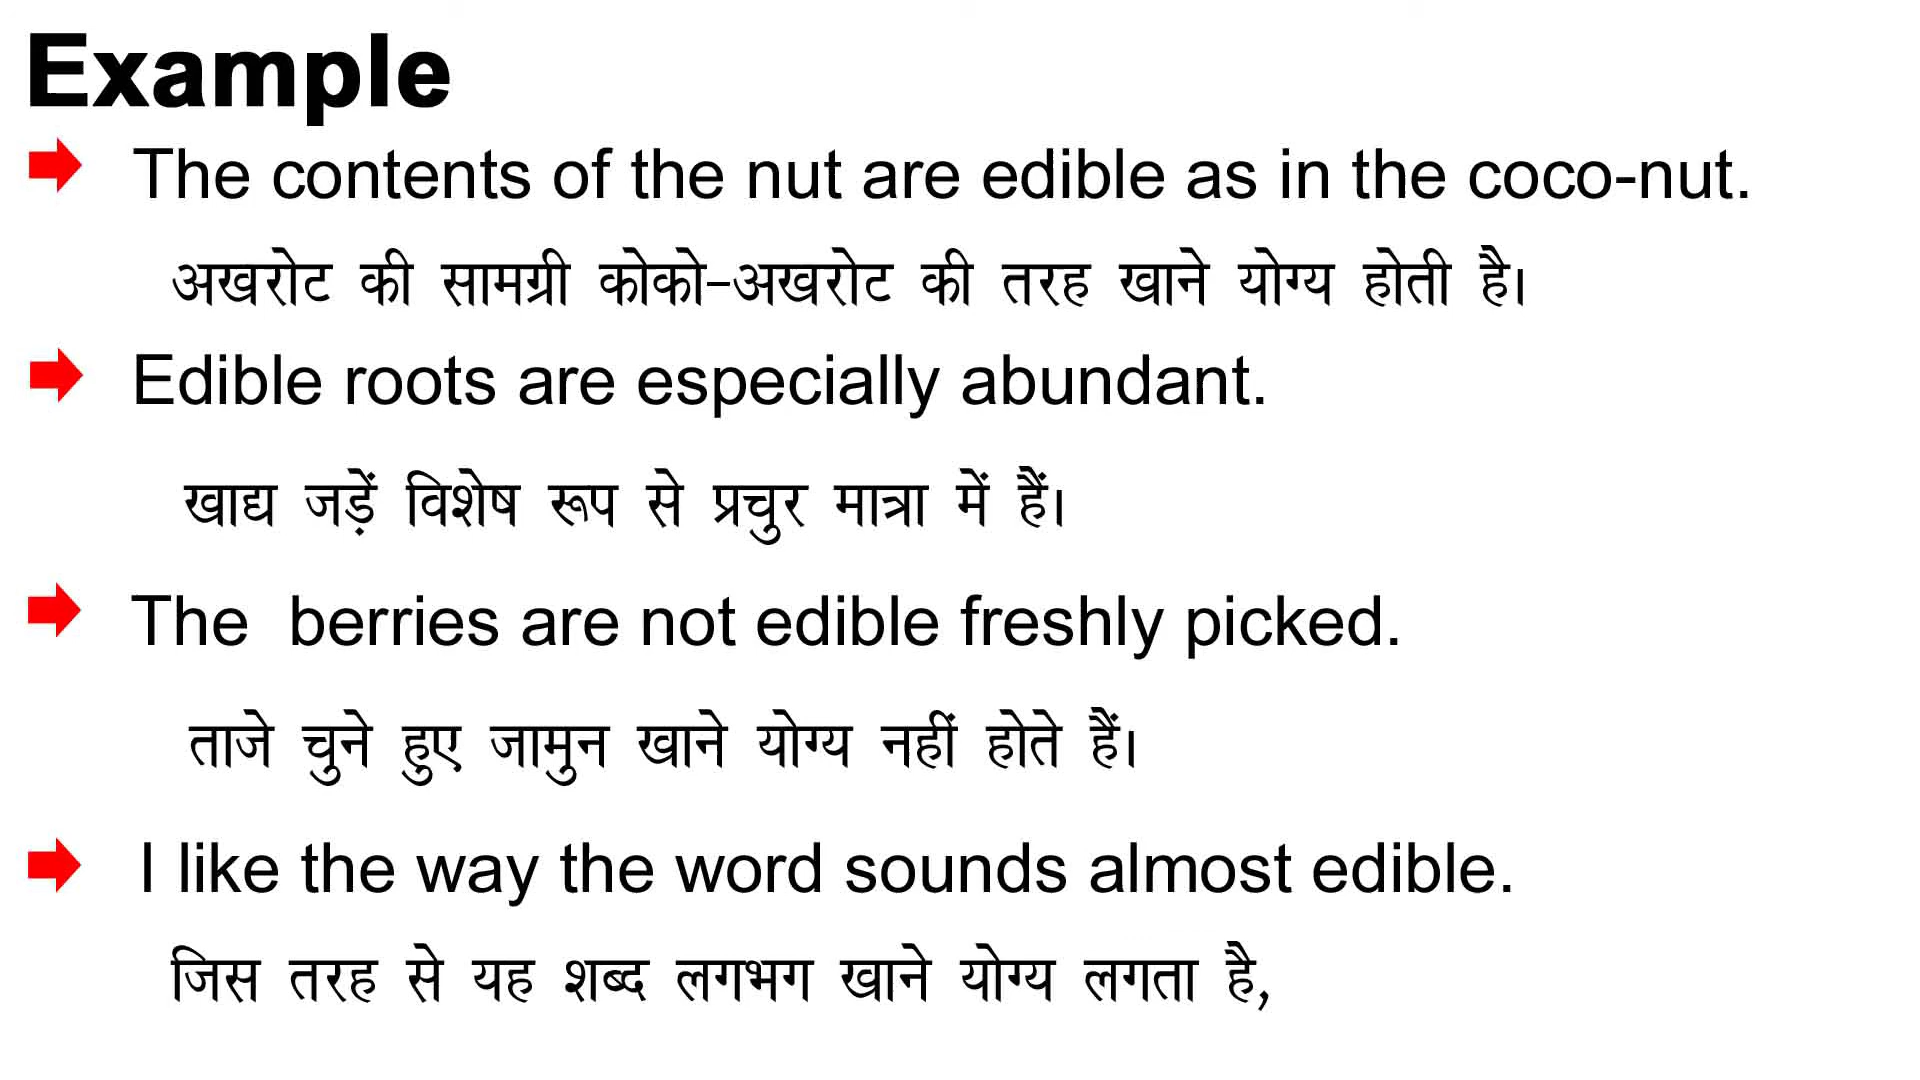 Example
The contents of the nut are edible as in the coco-nut.
अखरोट की सामग्री कोको-अखरोट की तरह खाने योग्य होती है।
Edible roots are especially abundant.
खाद्य जड़ें विशेष रूप से प्रचुर मात्रा में हैं।
The berries are not edible freshly picked.
ताजे चुने हुए जामुन खाने योग्य नहीं होते हैं।
I like the way the word sounds almost edible.
जिस तरह से यह शब्द लगभग खाने योग्य लगता है,